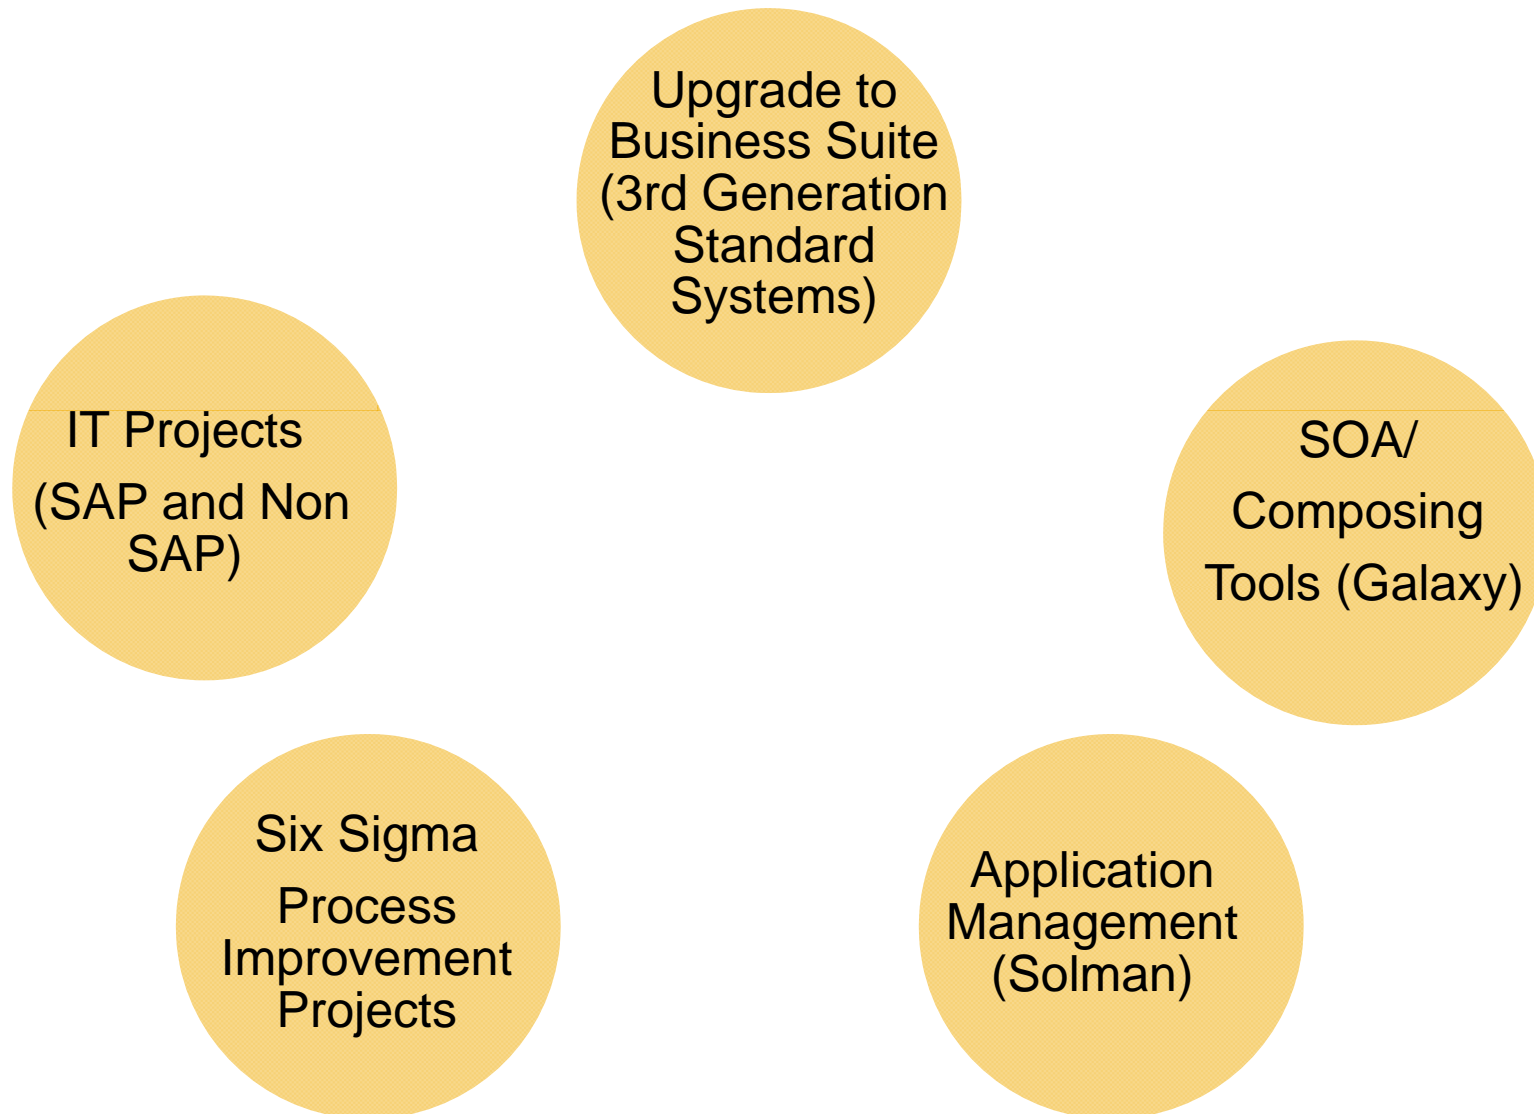 Upgrade to
Business Suite
(3rd Generation
Standard
Systems)
IT Projects
(SAP and Non
SAP)
SOA/
Composing
Tools (Galaxy)
Six Sigma
Process
Improvement
Projects
Application
Management
(Solman)